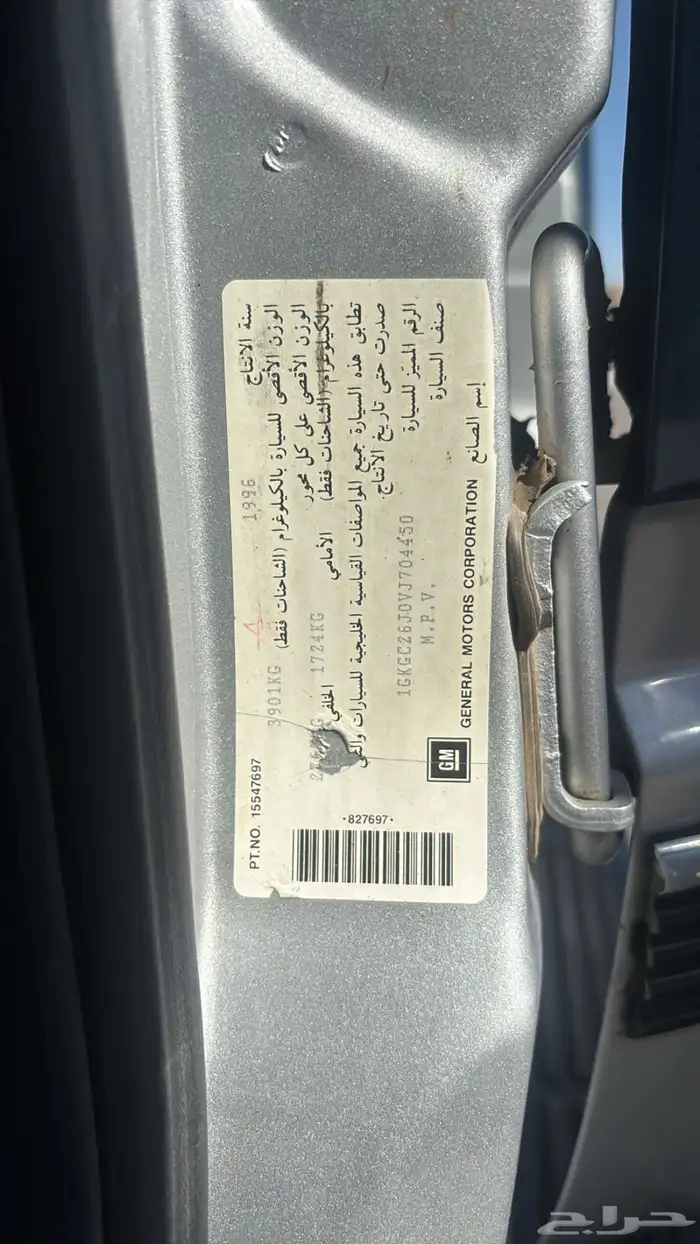 GM GENERAL MOTORS CORPORATION إسم الصانع
M.P.V. صنف السيارة
1GKGC26J0VJ704450 الرقم المميز للسيارة
صدرت حتى تاريخ الانتاج.
تطابق هذه السيارة جميع المواصفات القياسية الخليجية للسيارات والتي
بالكيلوغرام (الشاحنات فقط) الأمامي 1724KG الخلفي
الوزن الأقصى على كل محور
3901KG الوزن الأقصى للسيارة بالكيلوغرام (الشاحنات فقط)
1996 سنة الانتاج
PT.NO. 15547697
·827697·
حراج